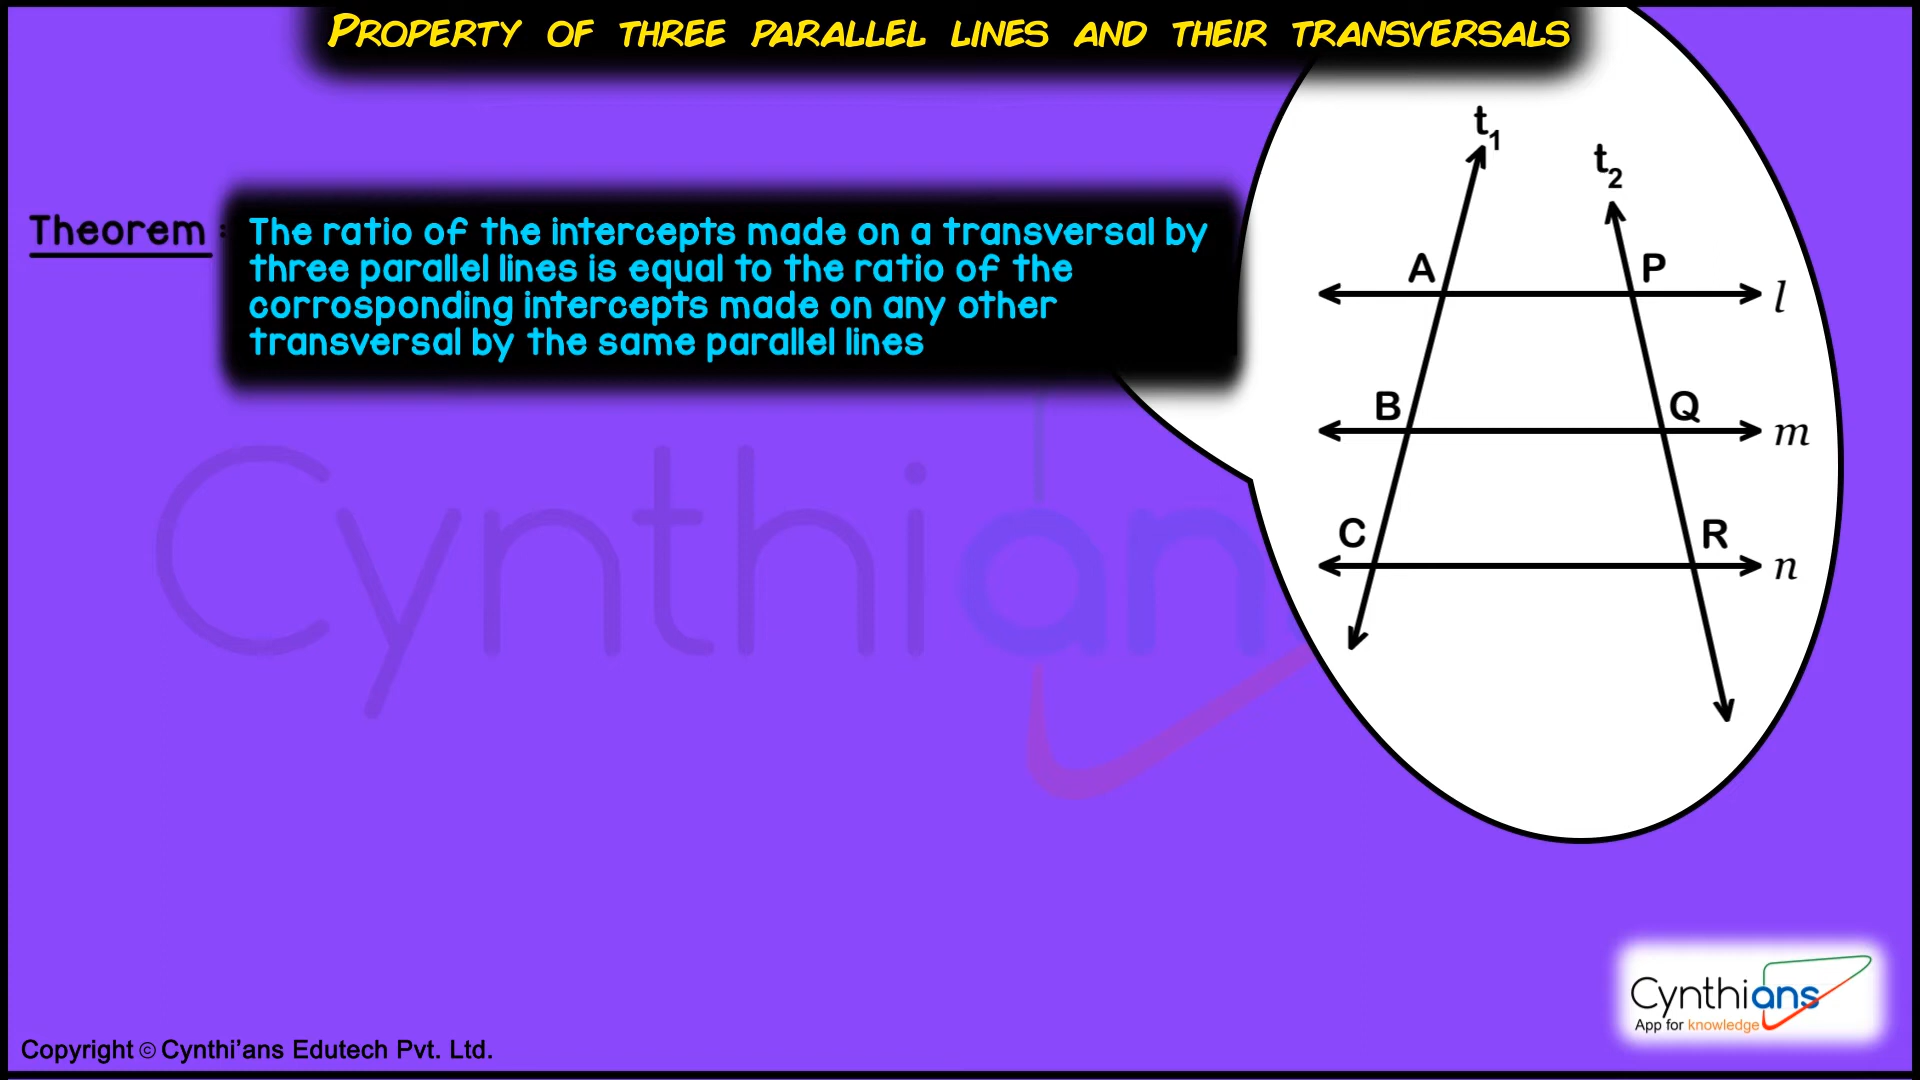 PROPERTY OF THREE PARALLEL LINES AND THEIR TRANSVERSALS
Theorem : The ratio of the intercepts made on a transversal by
three parallel lines is equal to the ratio of the
corrosponding intercepts made on any other
transversal by the same parallel lines
t1
t2
A
P
l
B
Q
m
C
R
n
Cynthians
Cynthians
App for knowledge
Copyright © Cynthi'ans Edutech Pvt. Ltd.